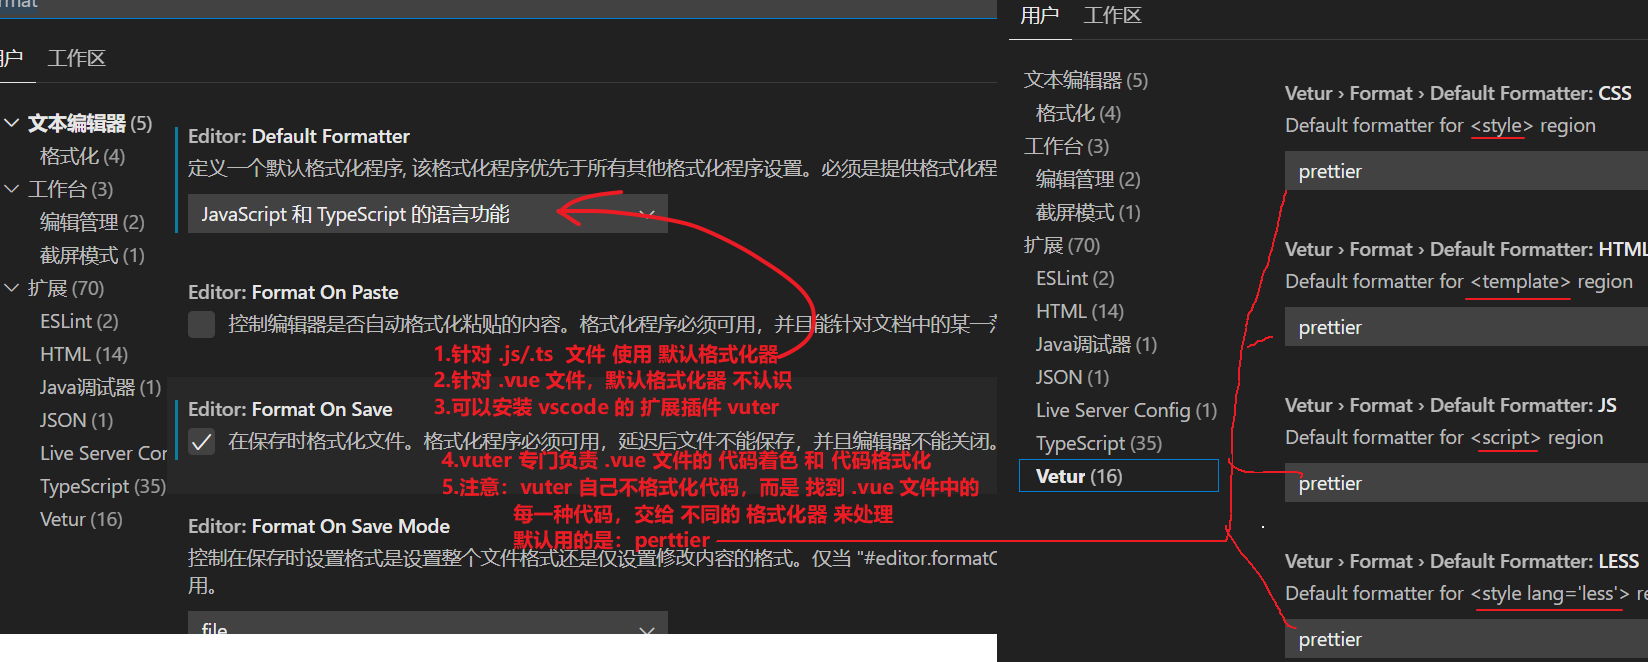 rmat
用户 工作区
文本编辑器 (5)
格式化 (4)
工作台 (3)
编辑管理 (2)
截屏模式 (1)
扩展 (70)
ESLint (2)
HTML (14)
Java调试器 (1)
JSON (1)
Live Server Con
TypeScript (35)
Vetur (16)
Editor: Default Formatter
定义一个默认格式化程序, 该格式化程序优先于所有其他格式化程序设置。必须是提供格式化程
JavaScript 和 TypeScript 的语言功能
Editor: Format On Paste
控制编辑器是否自动格式化粘贴的内容。格式化程序必须可用，并且能针对文档中的某一范
1.针对 .js/.ts 文件 使用 默认格式化器
2.针对 .vue 文件，默认格式化器 不认识
3.可以安装 vscode 的 扩展插件 vuter
Editor: Format On Save
在保存时格式化文件。格式化程序必须可用，延迟后文件不能保存，并且编辑器不能关闭。
4.vuter 专门负责 .vue 文件的 代码着色 和 代码格式化
5.注意：vuter 自己不格式化代码，而是 找到 .vue 文件中的
每一种代码，交给 不同的 格式化器 来处理
默认用的是：perttier
Editor: Format On Save Mode
控制在保存时设置格式是设置整个文件格式还是仅设置修改内容的格式。仅当 "#editor.formatO
用。
file
用户 工作区
文本编辑器 (5)
格式化 (4)
工作台 (3)
编辑管理 (2)
截屏模式 (1)
扩展 (70)
ESLint (2)
HTML (14)
Java调试器 (1)
JSON (1)
Live Server Config (1)
TypeScript (35)
Vetur (16)
Vetur › Format › Default Formatter: CSS
Default formatter for <style> region
prettier
Vetur › Format › Default Formatter: HTML
Default formatter for <template> region
prettier
Vetur › Format › Default Formatter: JS
Default formatter for <script> region
prettier
Vetur › Format › Default Formatter: LESS
Default formatter for <style lang='less'> re
prettier